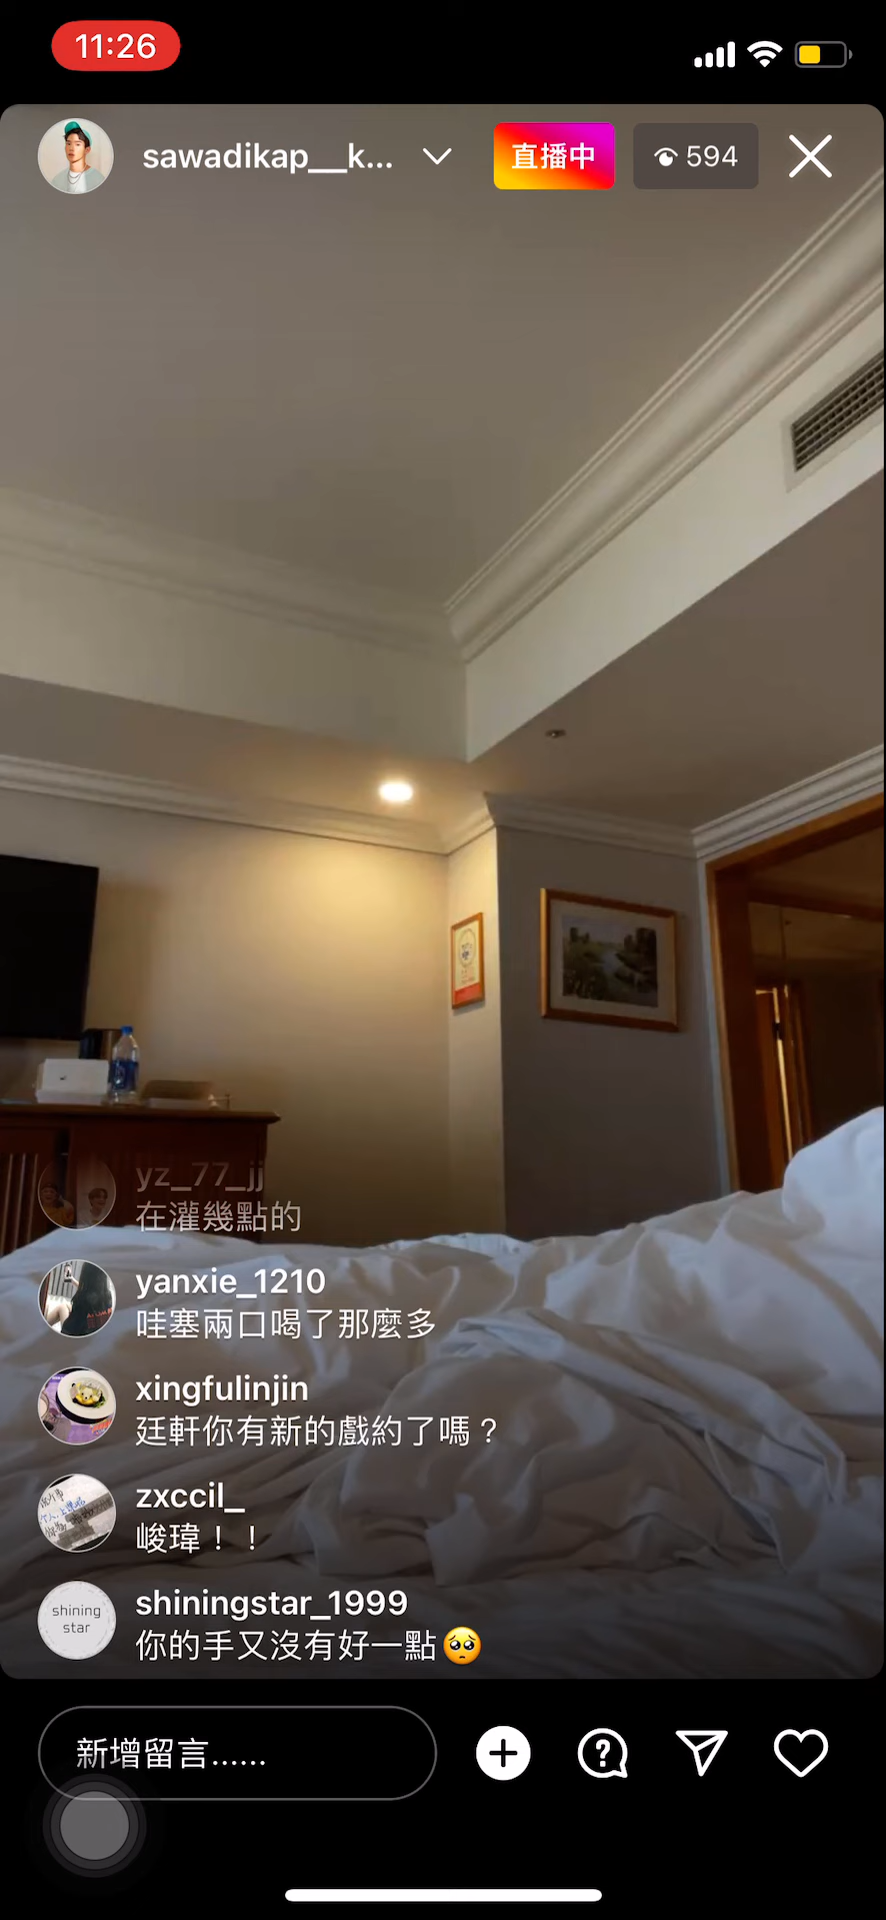 11:26
sawadikap__k...
直播中
594
yz_77_jj
在灌幾點的
yanxie_1210
哇塞兩口喝了那麼多
xingfulinjin
廷軒你有新的戲約了嗎？
zxccil_
峻瑋！！
shiningstar_1999
你的手又沒有好一點🥺
shining
star
新增留言......